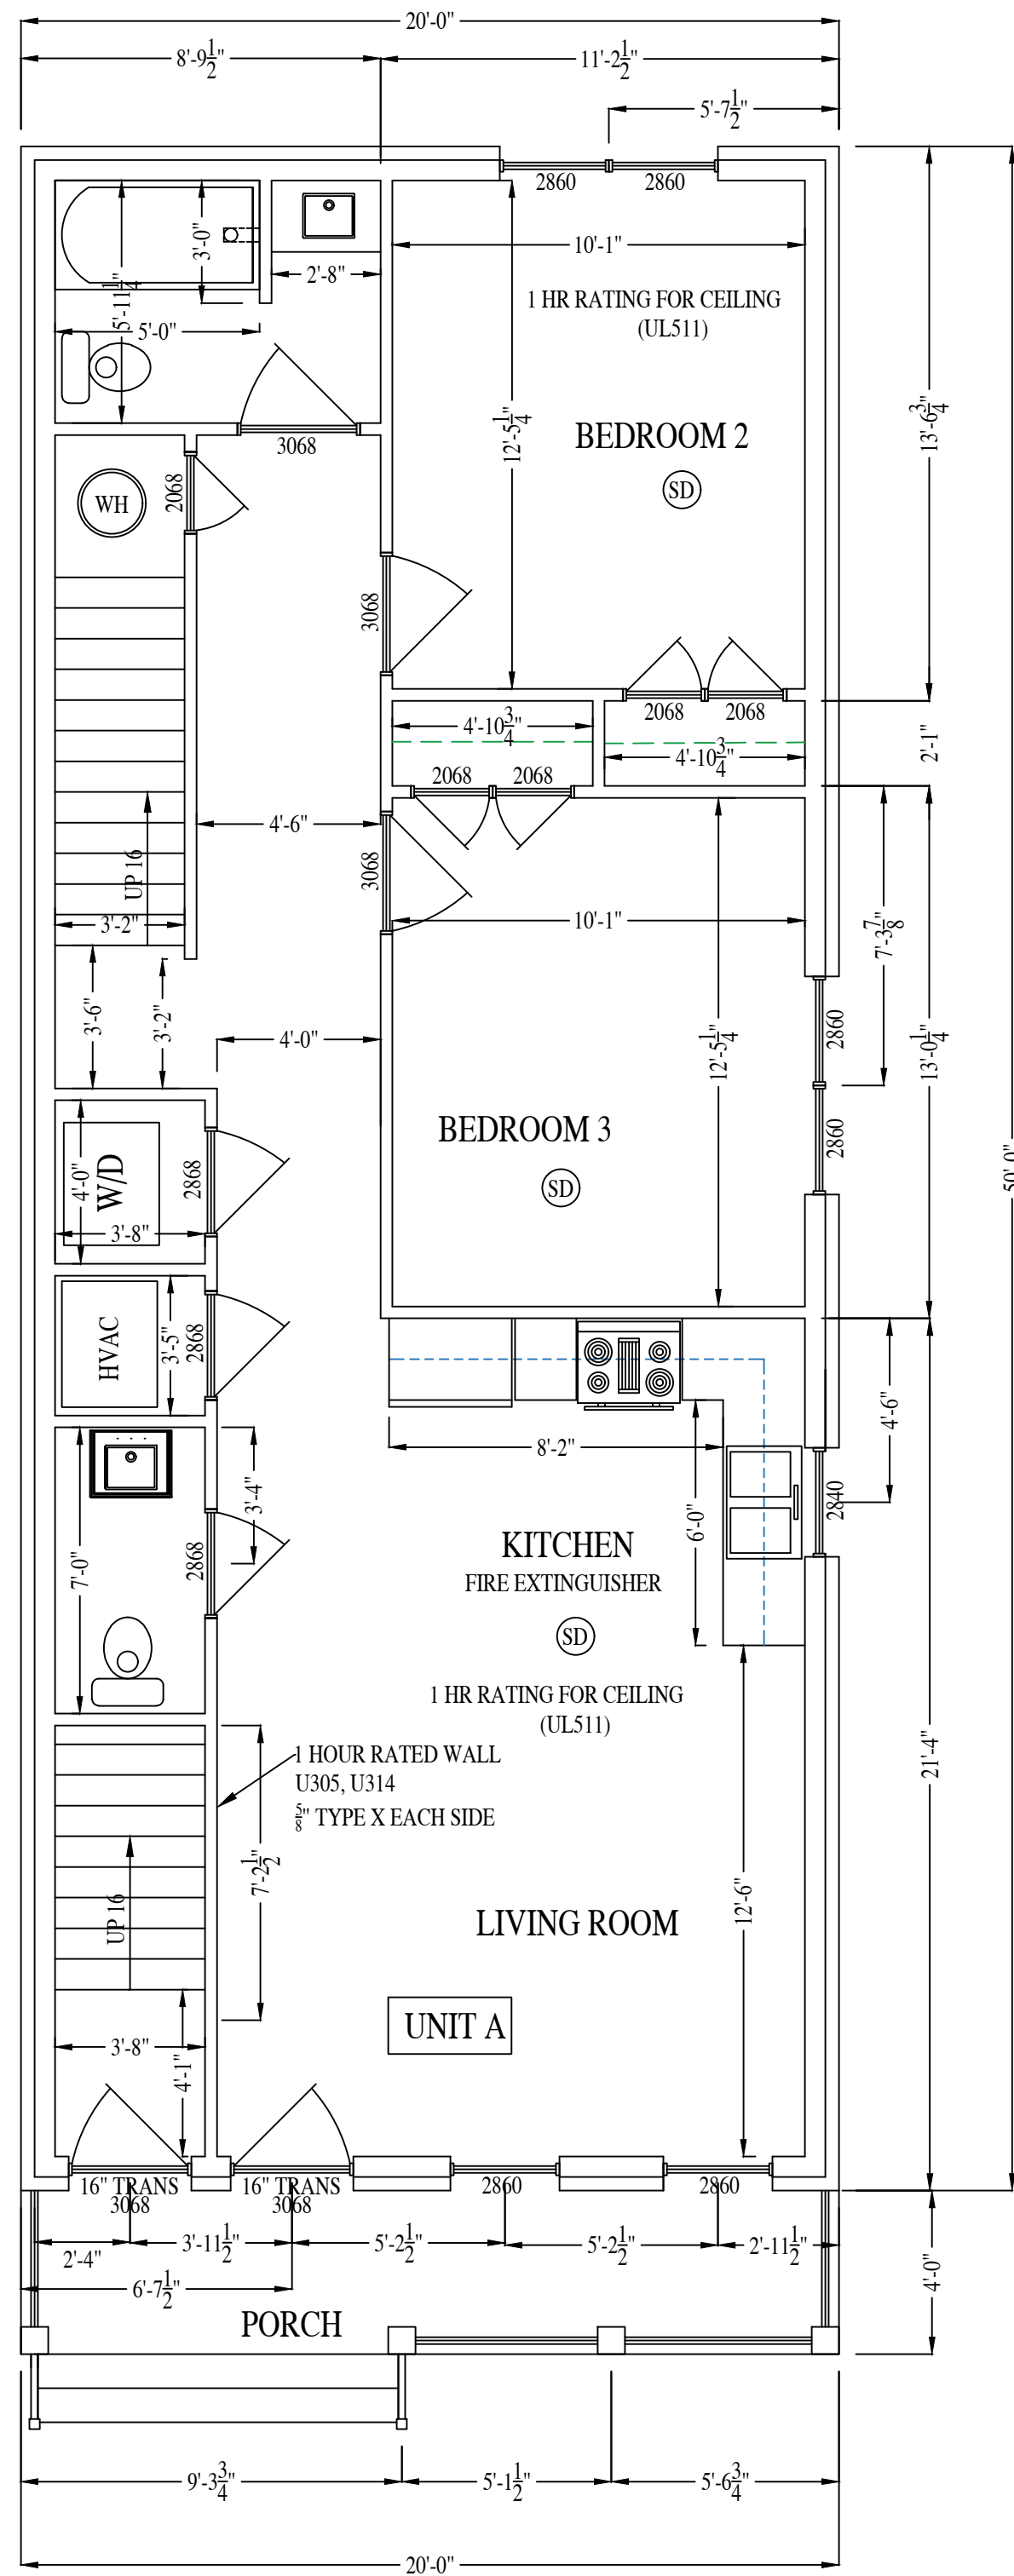 20'-0"
8'-9 1/2"
11'-2 1/2"
5'-7 1/2"
2860
2860
3'-0"
2'-8"
10'-1"
5'-11 1/4"
5'-0"
1 HR RATING FOR CEILING
(UL511)
12'-5 1/4"
13'-6 3/4"
BEDROOM 2
3068
SD
WH
2068
3068
2068
2068
4'-10 3/4"
4'-10 3/4"
2'-1"
2068
2068
4'-6"
3068
UP 16
3'-2"
10'-1"
7'-3 7/8"
3'-6"
3'-2"
4'-0"
12'-5 1/4"
2860
13'-0 1/4"
BEDROOM 3
2860
50'-0"
W/D
4'-0"
2868
3'-8"
SD
HVAC
3'-5"
2868
4'-6"
8'-2"
3'-4"
6'-0"
2840
KITCHEN
FIRE EXTINGUISHER
7'-0"
2868
SD
1 HR RATING FOR CEILING
(UL511)
1 HOUR RATED WALL
U305, U314
5/8" TYPE X EACH SIDE
21'-4"
7'-2 1/2"
UP 16
12'-6"
LIVING ROOM
UNIT A
3'-8"
4'-1"
16" TRANS
3068
16" TRANS
3068
2860
2860
2'-4"
3'-11 1/2"
5'-2 1/2"
5'-2 1/2"
2'-11 1/2"
6'-7 1/2"
4'-0"
PORCH
9'-3 3/4"
5'-1 1/2"
5'-6 3/4"
20'-0"